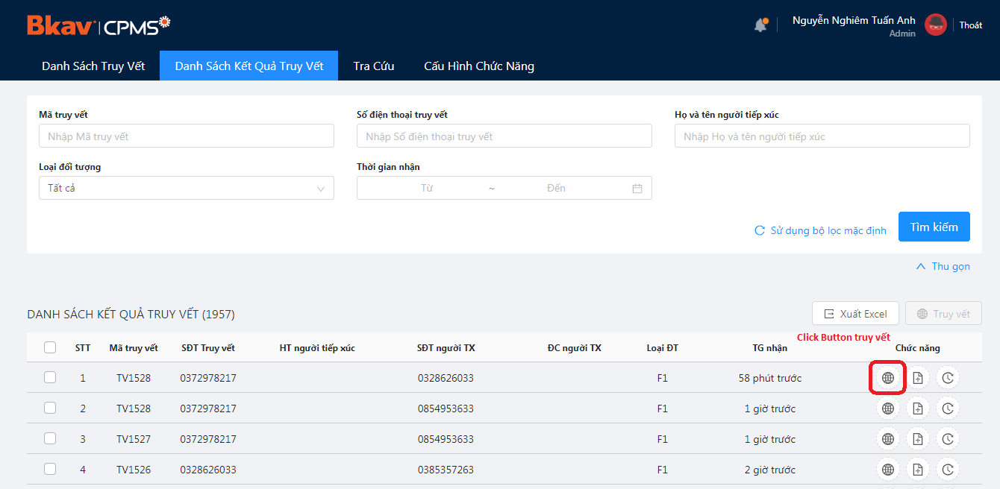 Bkav | CPMS
Nguyễn Nghiêm Tuấn Anh
Admin
Thoát
Danh Sách Truy Vết Danh Sách Kết Quả Truy Vết Tra Cứu Cấu Hình Chức Năng
Mã truy vết Số điện thoại truy vết Họ và tên người tiếp xúc
Nhập Mã truy vết Nhập Số điện thoại truy vết Nhập Họ và tên người tiếp xúc
Loại đối tượng Thời gian nhận
Tất cả Từ ~ Đến
Sử dụng bộ lọc mặc định Tìm kiếm
Thu gọn
DANH SÁCH KẾT QUẢ TRUY VẾT (1957) Xuất Excel Truy vết
Click Button truy vết
STT Mã truy vết SĐT Truy vết HT người tiếp xúc SĐT người TX ĐC người TX Loại ĐT TG nhận Chức năng
1 TV1528 0372978217 0328626033 F1 58 phút trước
2 TV1528 0372978217 0854953633 F1 1 giờ trước
3 TV1527 0372978217 0854953633 F1 1 giờ trước
4 TV1526 0328626033 0385357263 F1 2 giờ trước